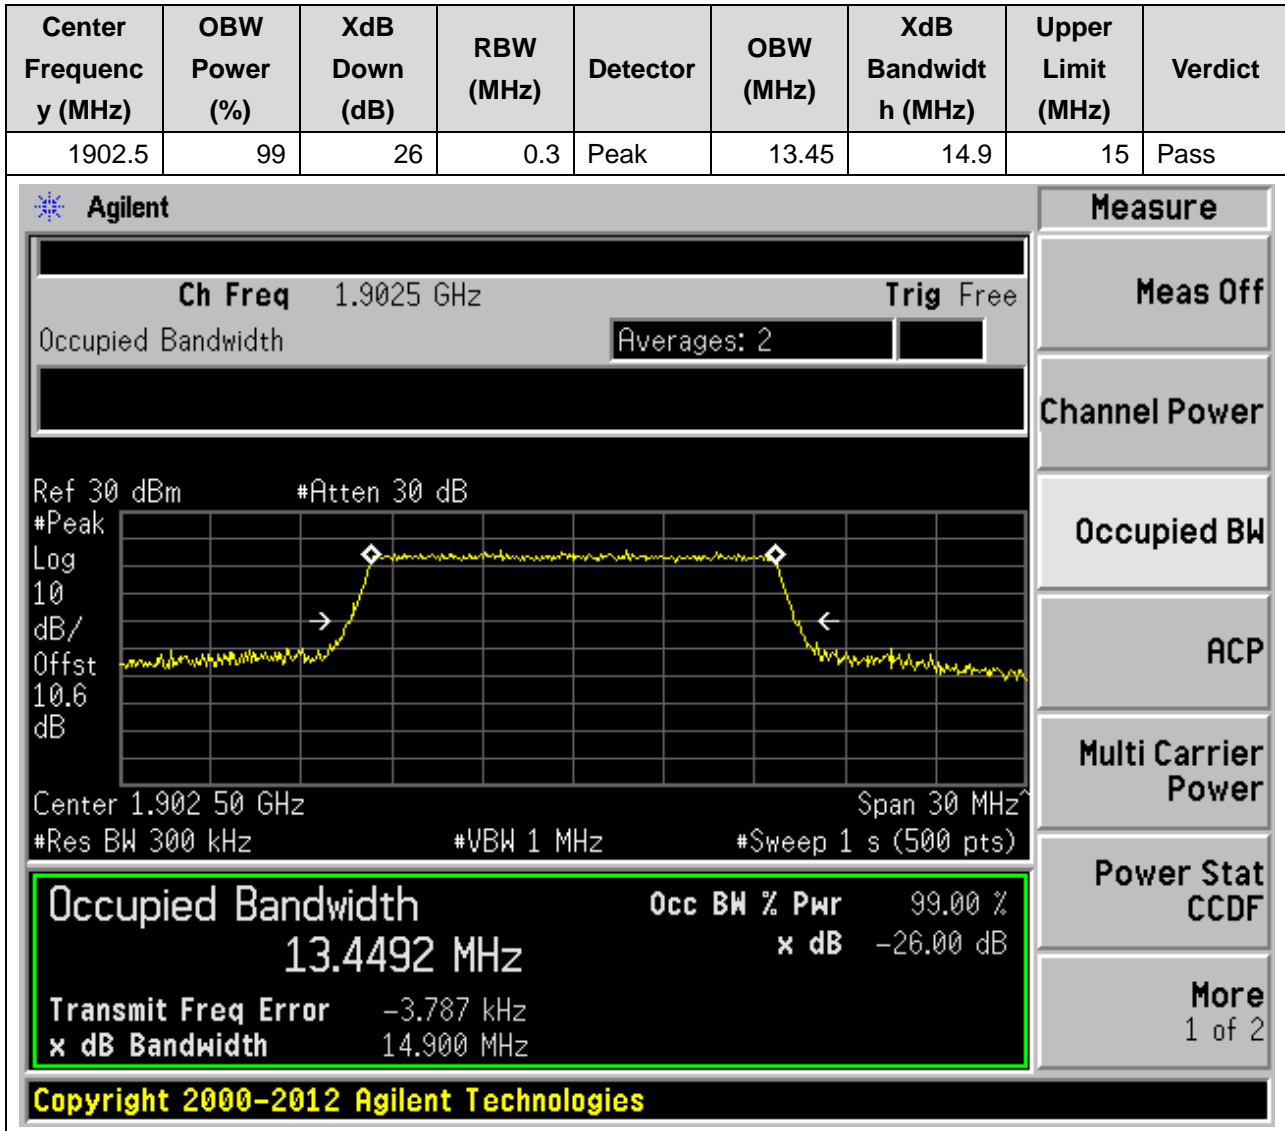 Center Frequenc y (MHz) OBW Power (%) XdB Down (dB) RBW (MHz) Detector OBW (MHz) XdB Bandwidt h (MHz) Upper Limit (MHz) Verdict
1902.5 99 26 0.3 Peak 13.45 14.9 15 Pass
Agilent
Measure
Ch Freq 1.9025 GHz Trig Free
Occupied Bandwidth Averages: 2
Ref 30 dBm #Atten 30 dB
#Peak
Log
10
dB/
Offst
10.6
dB
Center 1.902 50 GHz Span 30 MHz^
#Res BW 300 kHz #VBW 1 MHz #Sweep 1 s (500 pts)
Occupied Bandwidth Occ BW % Pwr 99.00 %
13.4492 MHz x dB -26.00 dB
Transmit Freq Error -3.787 kHz
x dB Bandwidth 14.900 MHz
Meas Off
Channel Power
Occupied BW
ACP
Multi Carrier
Power
Power Stat
CCDF
More
1 of 2
Copyright 2000-2012 Agilent Technologies